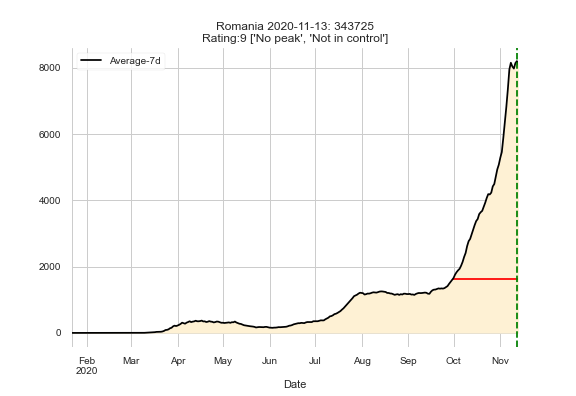 Romania 2020-11-13: 343725
Rating:9 ['No peak', 'Not in control']
Average-7d
8000
6000
4000
2000
0
Feb Mar Apr May Jun Jul Aug Sep Oct Nov
2020
Date